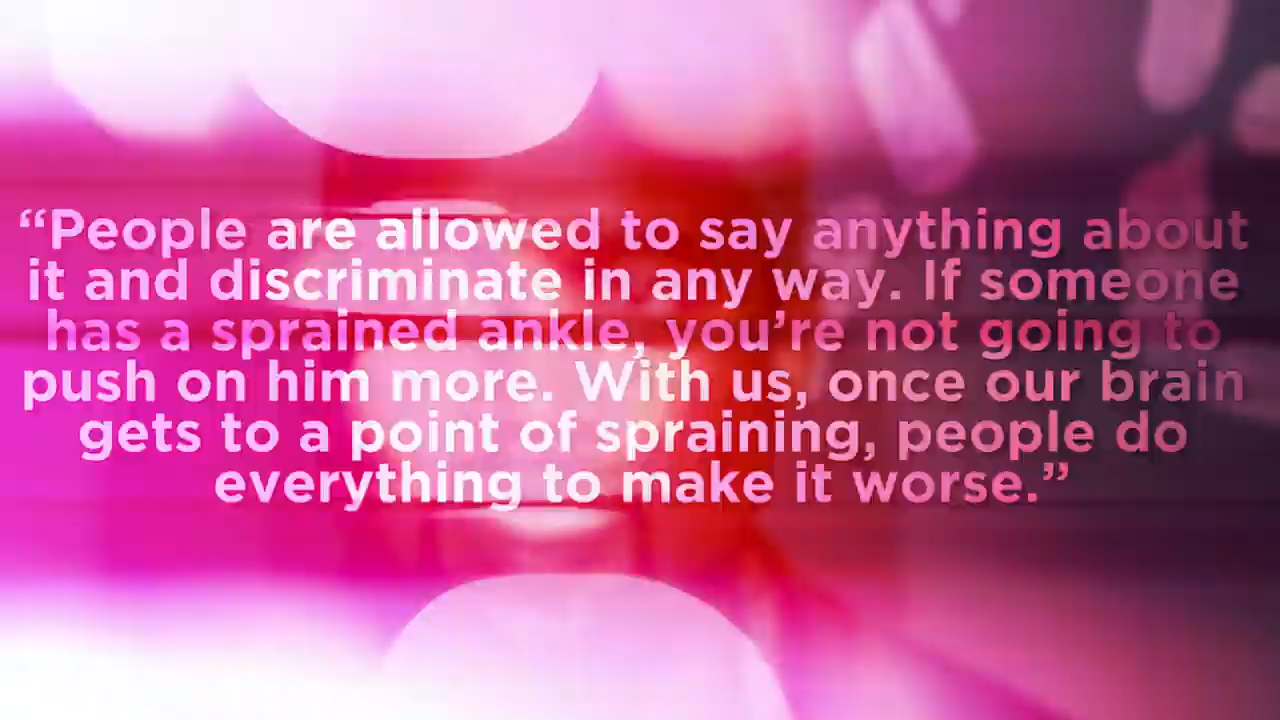 “People are allowed to say anything about
it and discriminate in any way. If someone
has a sprained ankle, you’re not going to
push on him more. With us, once our brain
gets to a point of spraining, people do
everything to make it worse.”